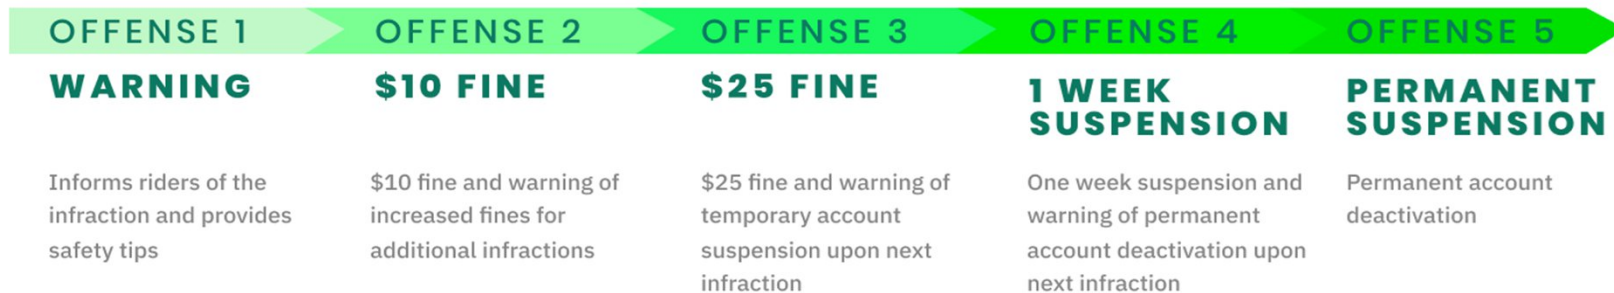 OFFENSE 1
OFFENSE 2
OFFENSE 3
OFFENSE 4
OFFENSE 5
WARNING
$10 FINE
$25 FINE
1 WEEK
SUSPENSION
PERMANENT
SUSPENSION
Informs riders of the
infraction and provides
safety tips
$10 fine and warning of
increased fines for
additional infractions
$25 fine and warning of
temporary account
suspension upon next
infraction
One week suspension and
warning of permanent
account deactivation upon
next infraction
Permanent account
deactivation